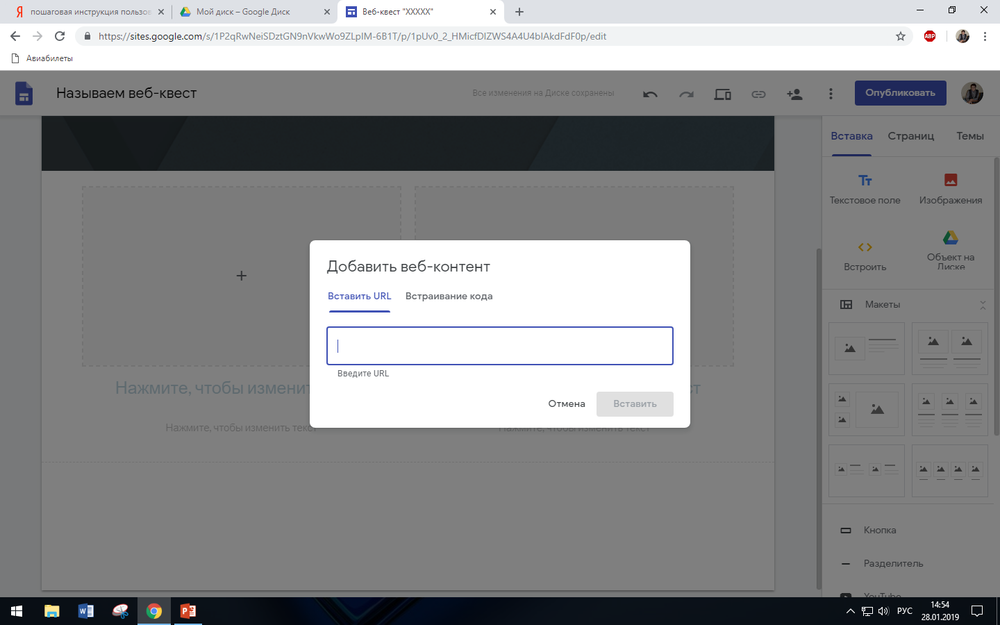 пошаговая инструкция пользов
Мой диск – Google Диск
Веб-квест "XXXXX"
https://sites.google.com/s/1P2qRwNeiSDztGN9nVkwWo9ZLpIM-6B1T/p/1pUv0_2_HMicfDIZWS4A4U4bIAkdFdF0p/edit
ABP
Авиабилеты
Называем веб-квест
Все изменения на Диске сохранены
Опубликовать
Вставка Страниц Темы
Текстовое поле Изображения
Встроить Объект на Диске
Макеты
Добавить веб-контент
Вставить URL Встраивание кода
Введите URL
Отмена Вставить
Нажмите, чтобы изменит
ст
Нажмите, чтобы изменить текст
Нажмите, чтобы изменить текст
Кнопка
Разделитель
YouTube
РУС
14:54
28.01.2019